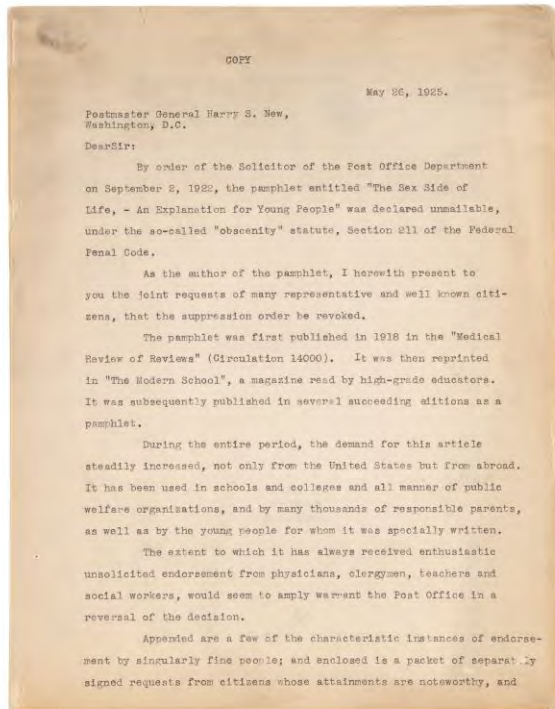 COPY
May 26, 1925.
Postmaster General Harry S. New,
Washington, D.C.
DearSir:
By order of the Solicitor of the Post Office Department
on September 2, 1922, the pamphlet entitled "The Sex Side of
Life, - An Explanation for Young People" was declared unmailable,
under the so-called "obscenity" statute, Section 211 of the Federal
Penal Code.
As the author of the pamphlet, I herewith present to
you the joint requests of many representative and well known citi-
zens, that the suppression order be revoked.
The pamphlet was first published in 1918 in the "Medical
Review of Reviews" (Circulation 14000). It was then reprinted
in "The Modern School", a magazine read by high-grade educators.
It was subsequently published in several succeeding editions as a
pamphlet.
During the entire period, the demand for this article
steadily increased, not only from the United States but from abroad.
It has been used in schools and colleges and all manner of public
welfare organizations, and by many thousands of responsible parents,
as well as by the young people for whom it was specially written.
The extent to which it has always received enthusiastic
unsolicited endorsement from physicians, clergymen, teachers and
social workers, would seem to amply warrant the Post Office in a
reversal of the decision.
Appended are a few of the characteristic instances of endorse-
ment by singularly fine people; and enclosed is a packet of separately
signed requests from citizens whose attainments are noteworthy, and